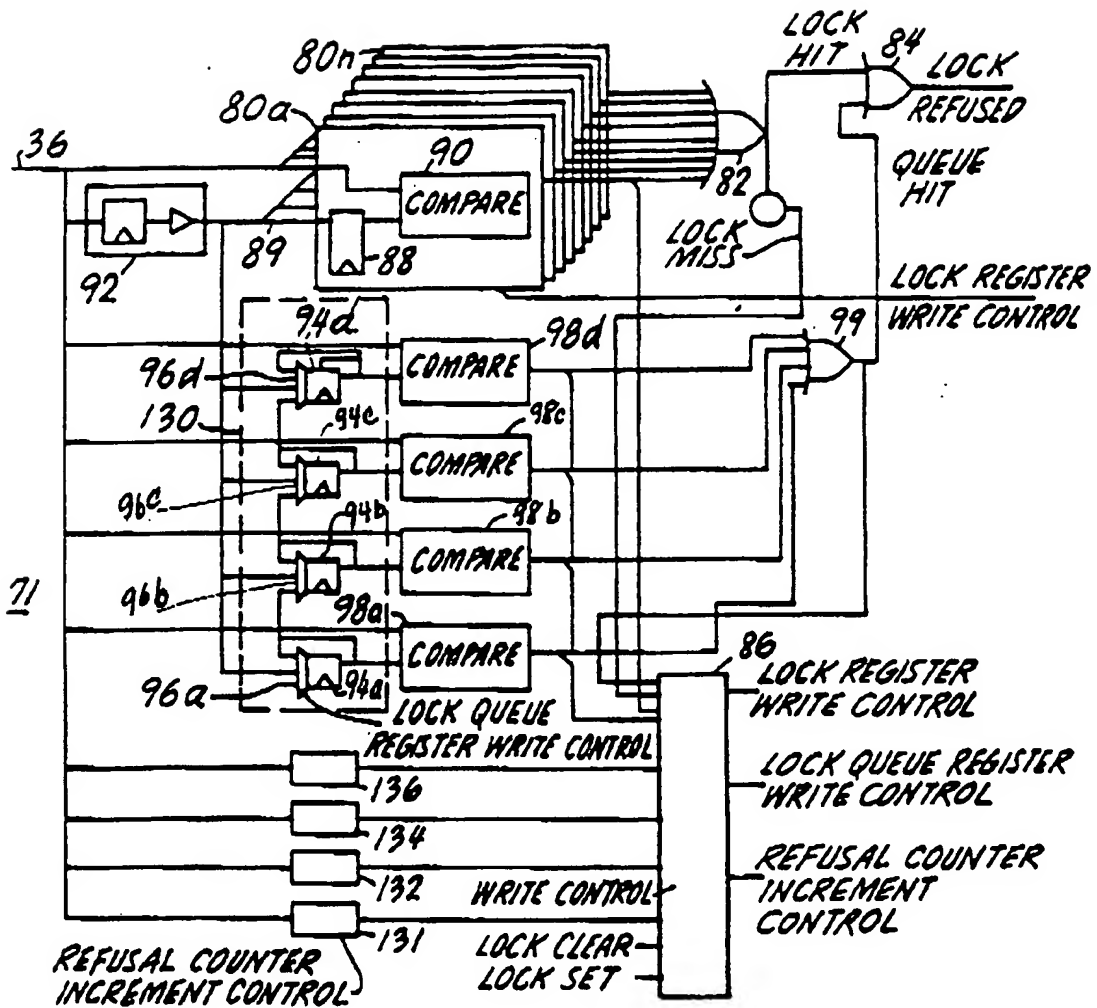 80n
LOCK
HIT
84
LOCK
REFUSED
80a
36
90
COMPARE
82
QUEUE
HIT
92
89
88
LOCK
MISS
LOCK REGISTER
WRITE CONTROL
94d
98d
COMPARE
99
96d
130
94c
98c
COMPARE
96c
94b
98b
COMPARE
96b
71
98a
COMPARE
86
96a
94a
LOCK QUEUE
REGISTER WRITE CONTROL
LOCK REGISTER
WRITE CONTROL
136
LOCK QUEUE REGISTER
WRITE CONTROL
134
132
WRITE CONTROL
REFUSAL COUNTER
INCREMENT
CONTROL
131
LOCK CLEAR
LOCK SET
REFUSAL COUNTER
INCREMENT CONTROL